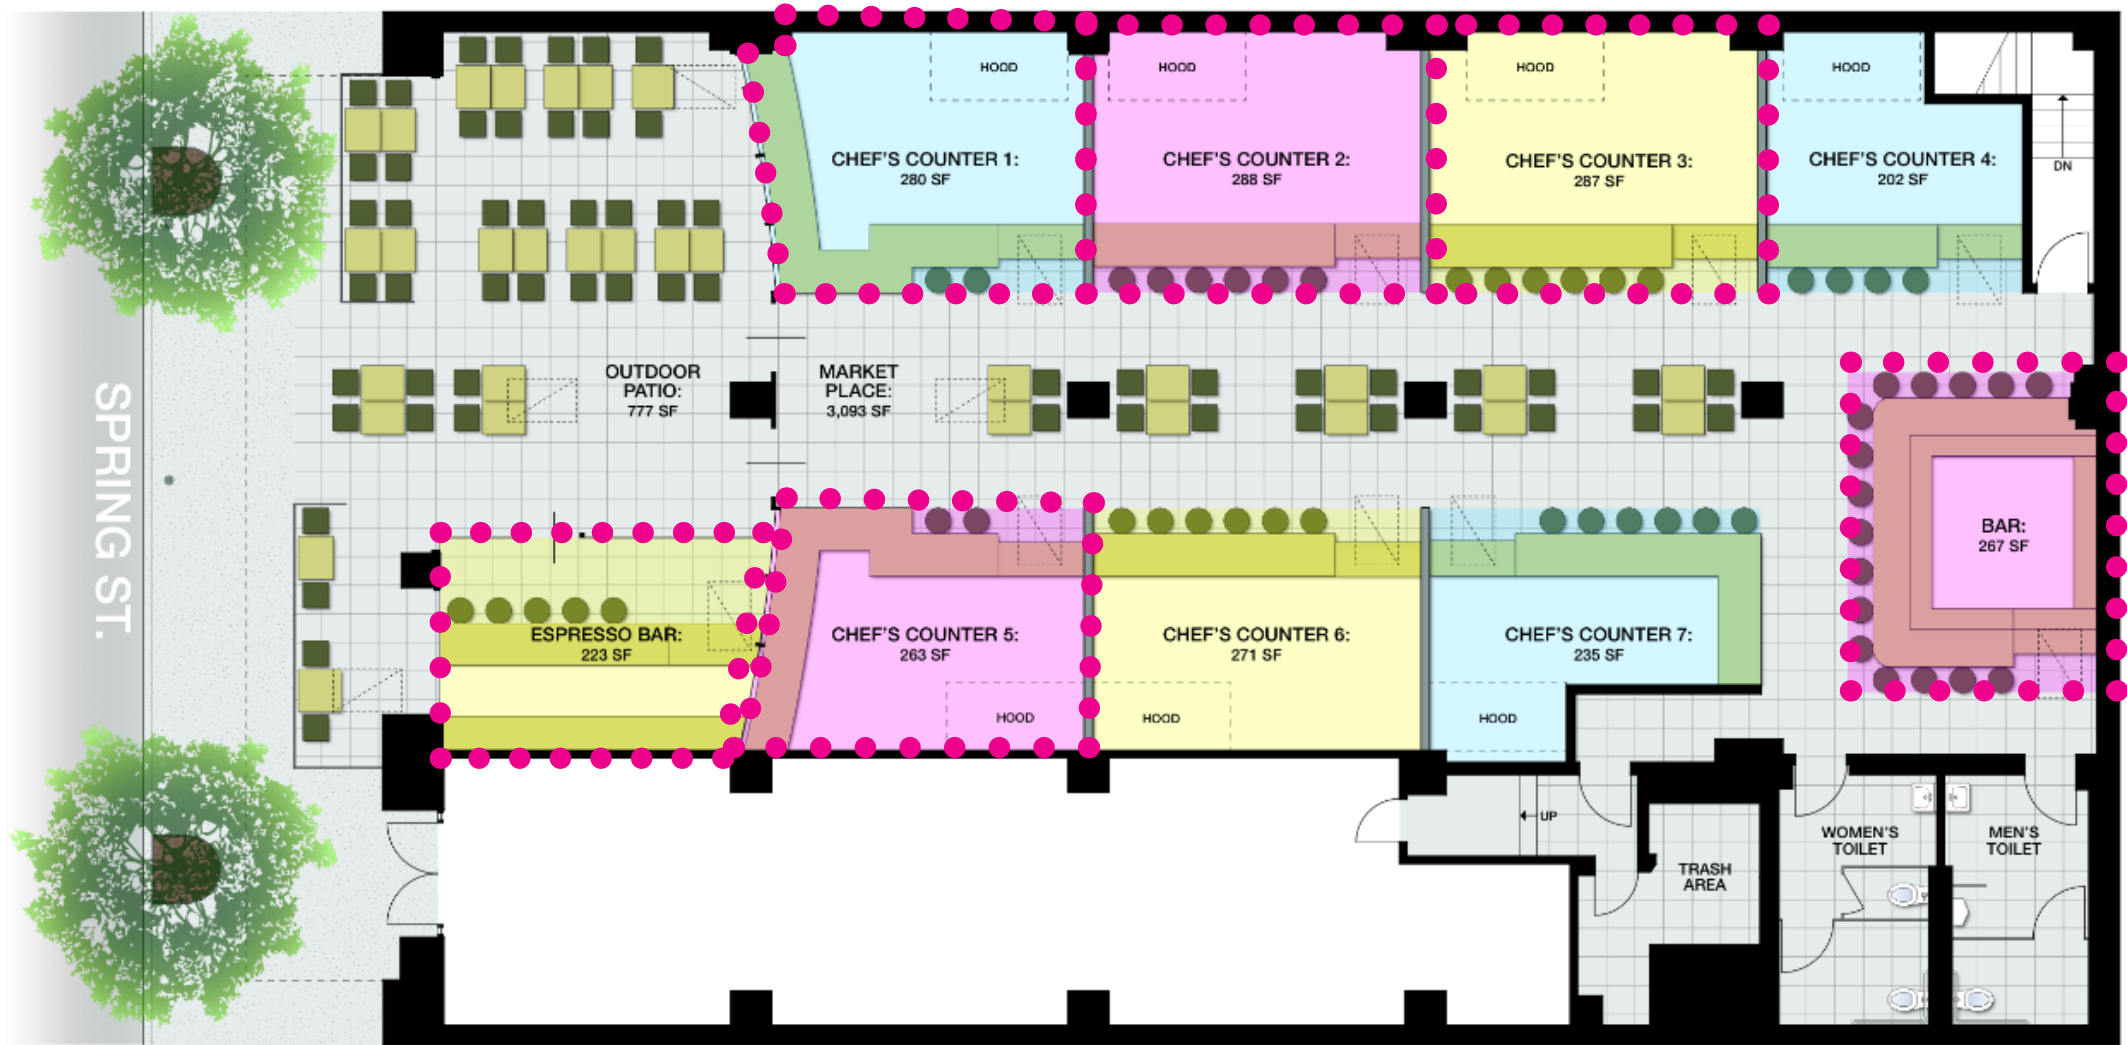 HOOD
HOOD
HOOD
HOOD
CHEF'S COUNTER 1:
280 SF
CHEF'S COUNTER 2:
288 SF
CHEF'S COUNTER 3:
287 SF
CHEF'S COUNTER 4:
202 SF
DN
OUTDOOR
PATIO:
777 SF
MARKET
PLACE:
3,093 SF
SPRING ST.
BAR:
267 SF
ESPRESSO BAR:
223 SF
CHEF'S COUNTER 5:
263 SF
CHEF'S COUNTER 6:
271 SF
CHEF'S COUNTER 7:
235 SF
HOOD
HOOD
HOOD
UP
TRASH
AREA
WOMEN'S
TOILET
MEN'S
TOILET